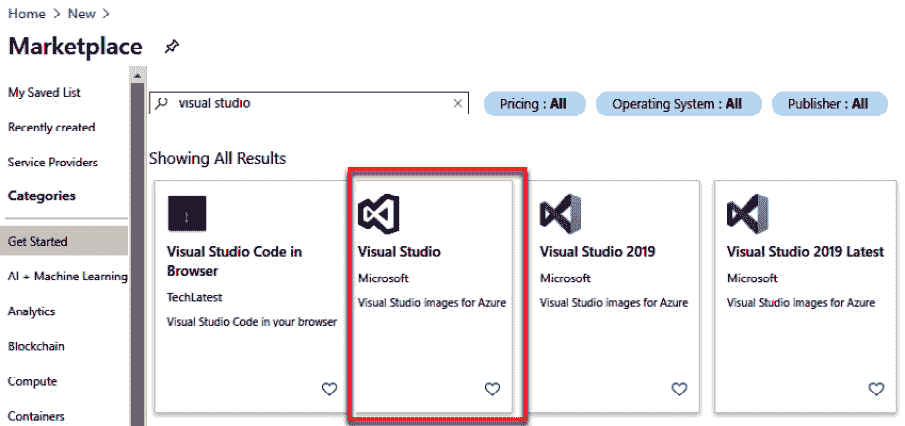 Home > New >
Marketplace
My Saved List
Recently created
Service Providers
Categories
Get Started
AI + Machine Learning
Analytics
Blockchain
Compute
Containers
visual studio
Pricing : All
Operating System : All
Publisher : All
Showing All Results
Visual Studio Code in
Browser
TechLatest
Visual Studio Code in your browser
Visual Studio
Microsoft
Visual Studio images for Azure
Visual Studio 2019
Microsoft
Visual Studio images for Azure
Visual Studio 2019 Latest
Microsoft
Visual Studio images for Azure